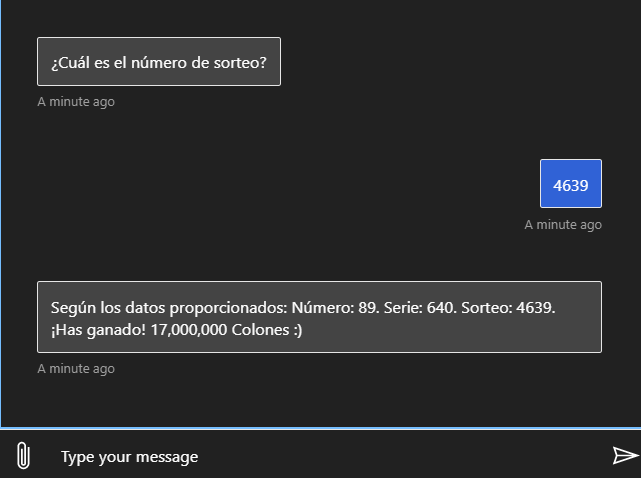 ¿Cuál es el número de sorteo?
A minute ago
4639
A minute ago
Según los datos proporcionados: Número: 89. Serie: 640. Sorteo: 4639.
¡Has ganado! 17,000,000 Colones :)
A minute ago
Type your message